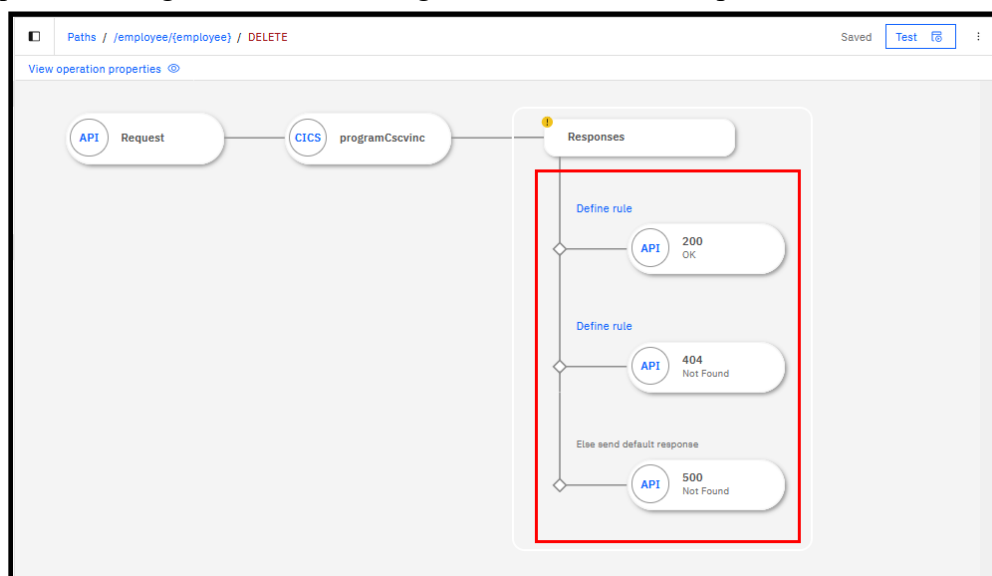 Paths / /employee/{employee} / DELETE
Saved
Test
View operation properties
API Request
CICS programCscvinc
! Responses
Define rule
API 200
OK
Define rule
API 404
Not Found
Else send default response
API 500
Not Found